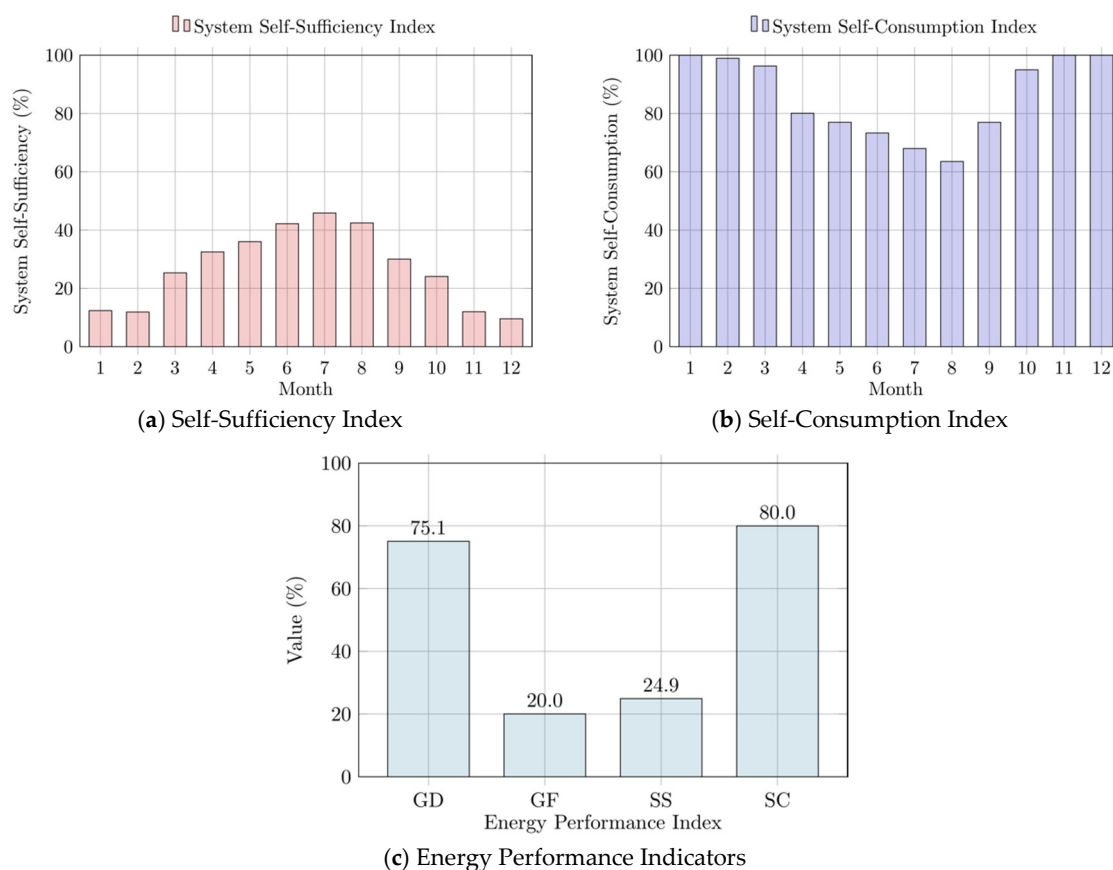 System Self-Sufficiency Index
100
80
60
40
20
0
System Self-Sufficiency (%)
1 2 3 4 5 6 7 8 9 10 11 12
Month
(a) Self-Sufficiency Index
System Self-Consumption Index
100
80
60
40
20
0
System Self-Consumption (%)
1 2 3 4 5 6 7 8 9 10 11 12
Month
(b) Self-Consumption Index
100
80
60
40
20
0
Value (%)
75.1
20.0
24.9
80.0
GD GF SS SC
Energy Performance Index
(c) Energy Performance Indicators